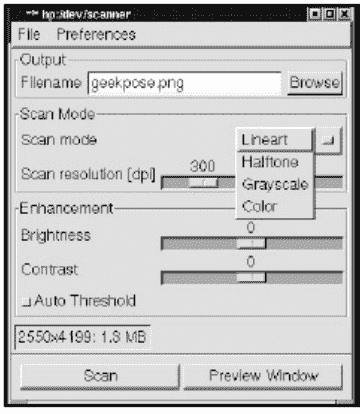 hp:/dev/scanner
File Preferences
Output
Filename geekpose.png Browse
Scan Mode
Scan mode Lineart
Halftone
Scan resolution [dpi] 300 Grayscale
Color
Enhancement
Brightness 0
Contrast 0
Auto Threshold
2550x4199: 1.3 MB
Scan Preview Window